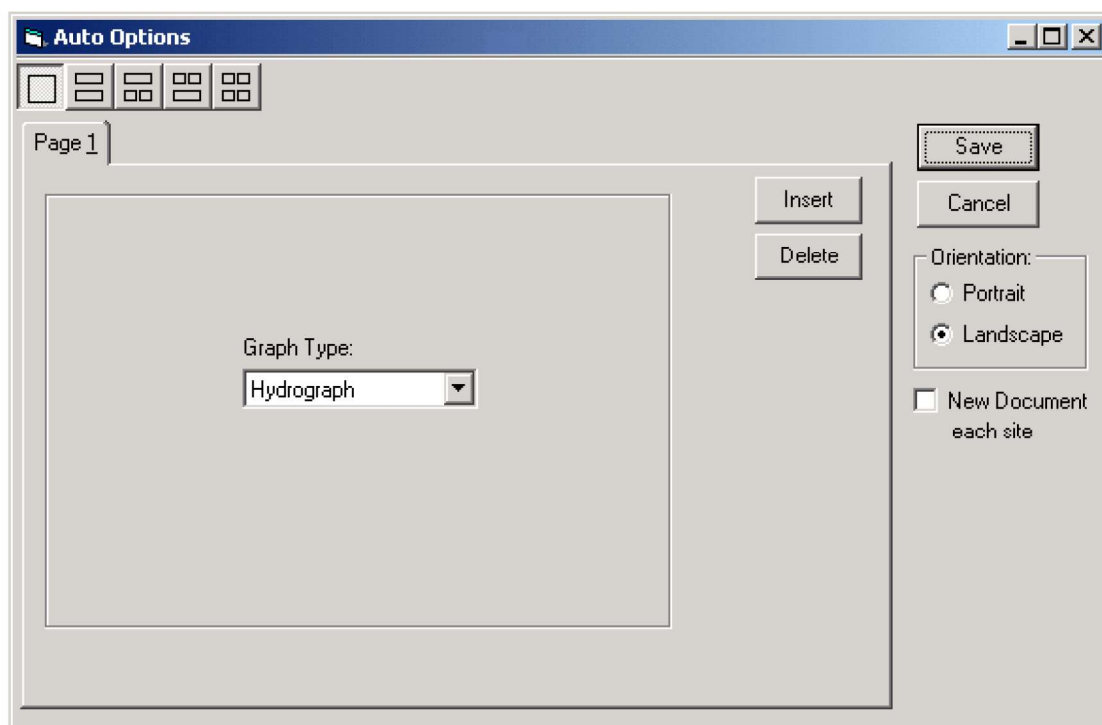 Auto Options
Page 1
Insert
Delete
Graph Type:
Hydrograph
Save
Cancel
Orientation:
Portrait
Landscape
New Document
each site